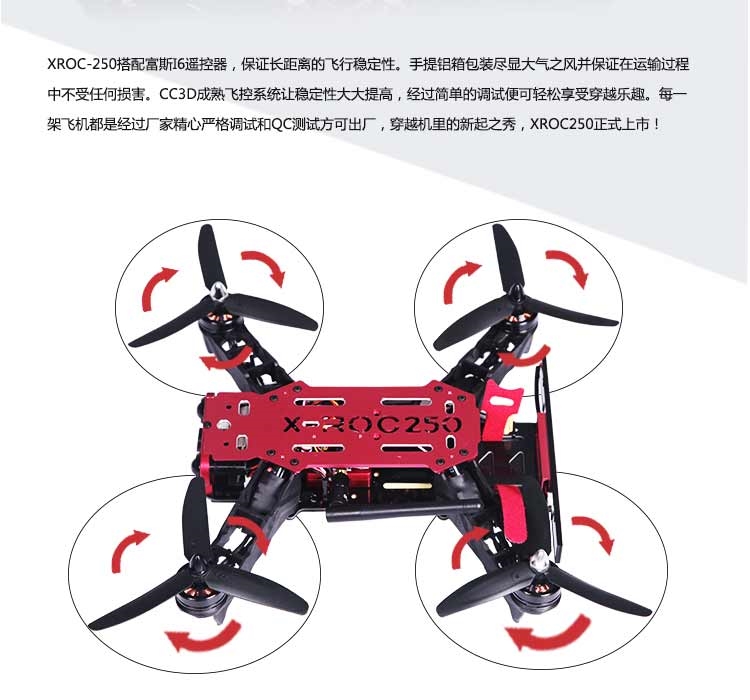 XROC-250搭配富斯I6遥控器，保证长距离的飞行稳定性。手提铝箱包装尽显大气之风并保证在运输过程
中不受任何损害。CC3D成熟飞控系统让稳定性大大提高，经过简单的调试便可轻松享受穿越乐趣。每一
架飞机都是经过厂家精心严格调试和QC测试方可出厂，穿越机里的新起之秀，XROC250正式上市！
X-ROC250